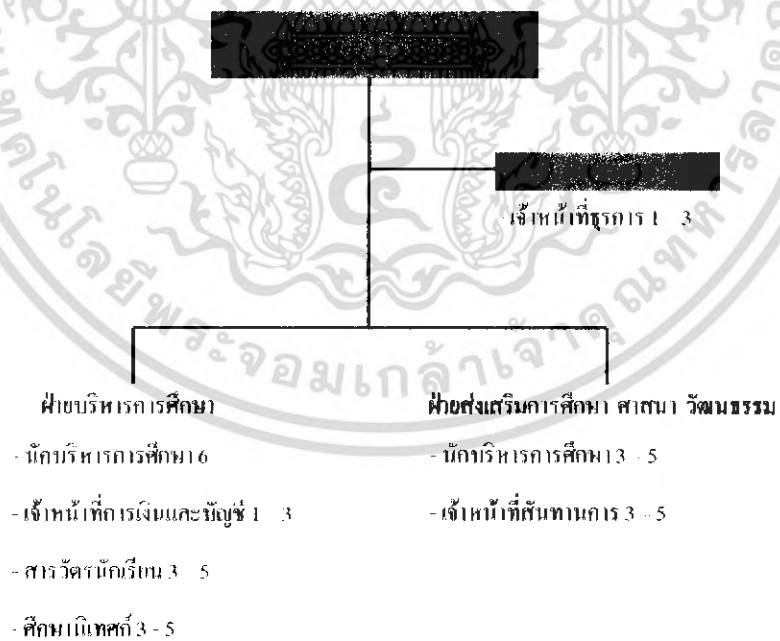 - เจ้าหน้าที่ธุรการ 1 3
ฝ่ายบริหารการศึกษา
- นักบริหารการศึกษา 6
- เจ้าหน้าที่การเงินและบัญชี 1 3
- สารวัตรนักเรียน 3 5
- ศึกษานิเทศก์ 3 - 5
ฝ่ายส่งเสริมการศึกษา ศาสนา วัฒนธรรม
- นักบริหารการศึกษา 3 - 5
- เจ้าหน้าที่สันทนาการ 3 - 5